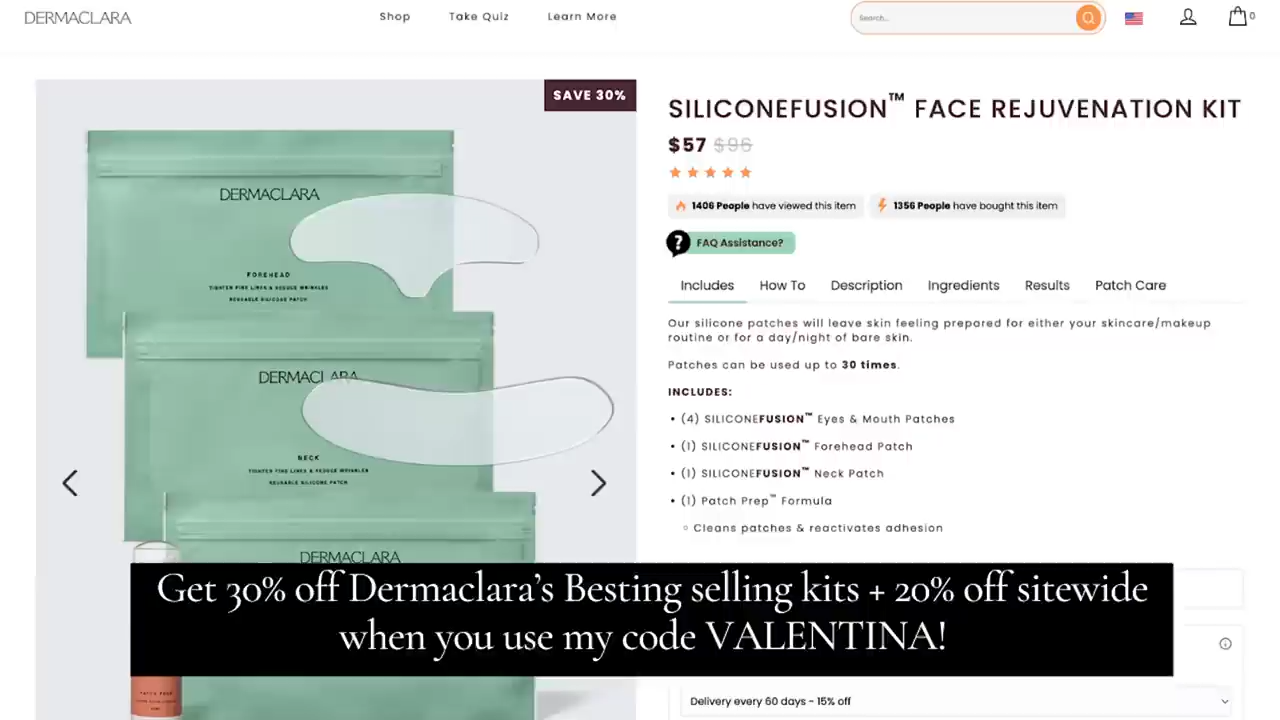 DERMACLARA
Shop Take Quiz Learn More
Search...
0
SAVE 30%
SILICONEFUSION™ FACE REJUVENATION KIT
$57 $96
1406 People have viewed this item
1356 People have bought this item
? FAQ Assistance?
Includes How To Description Ingredients Results Patch Care
Our silicone patches will leave skin feeling prepared for either your skincare/makeup
routine or for a day/night of bare skin.
Patches can be used up to 30 times.
INCLUDES:
• (4) SILICONEFUSION™ Eyes & Mouth Patches
• (1) SILICONEFUSION™ Forehead Patch
• (1) SILICONEFUSION™ Neck Patch
• (1) Patch Prep™ Formula
○ Cleans patches & reactivates adhesion
DERMACLARA
FOREHEAD
TIGHTEN FINE LINES & REDUCE WRINKLES
REUSABLE SILICONE PATCH
DERMACLARA
NECK
TIGHTEN FINE LINES & REDUCE WRINKLES
REUSABLE SILICONE PATCH
DERMACLARA
Get 30% off Dermaclara's Besting selling kits + 20% off sitewide
when you use my code VALENTINA!
PATCH PREP
Delivery every 60 days - 15% off